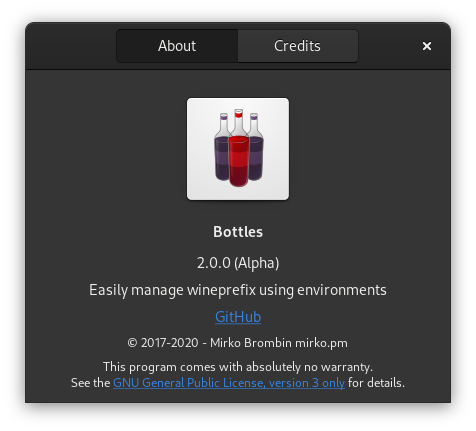 About
Credits
Bottles
2.0.0 (Alpha)
Easily manage wineprefix using environments
GitHub
© 2017-2020 - Mirko Brombin mirko.pm
This program comes with absolutely no warranty.
See the GNU General Public License, version 3 only for details.